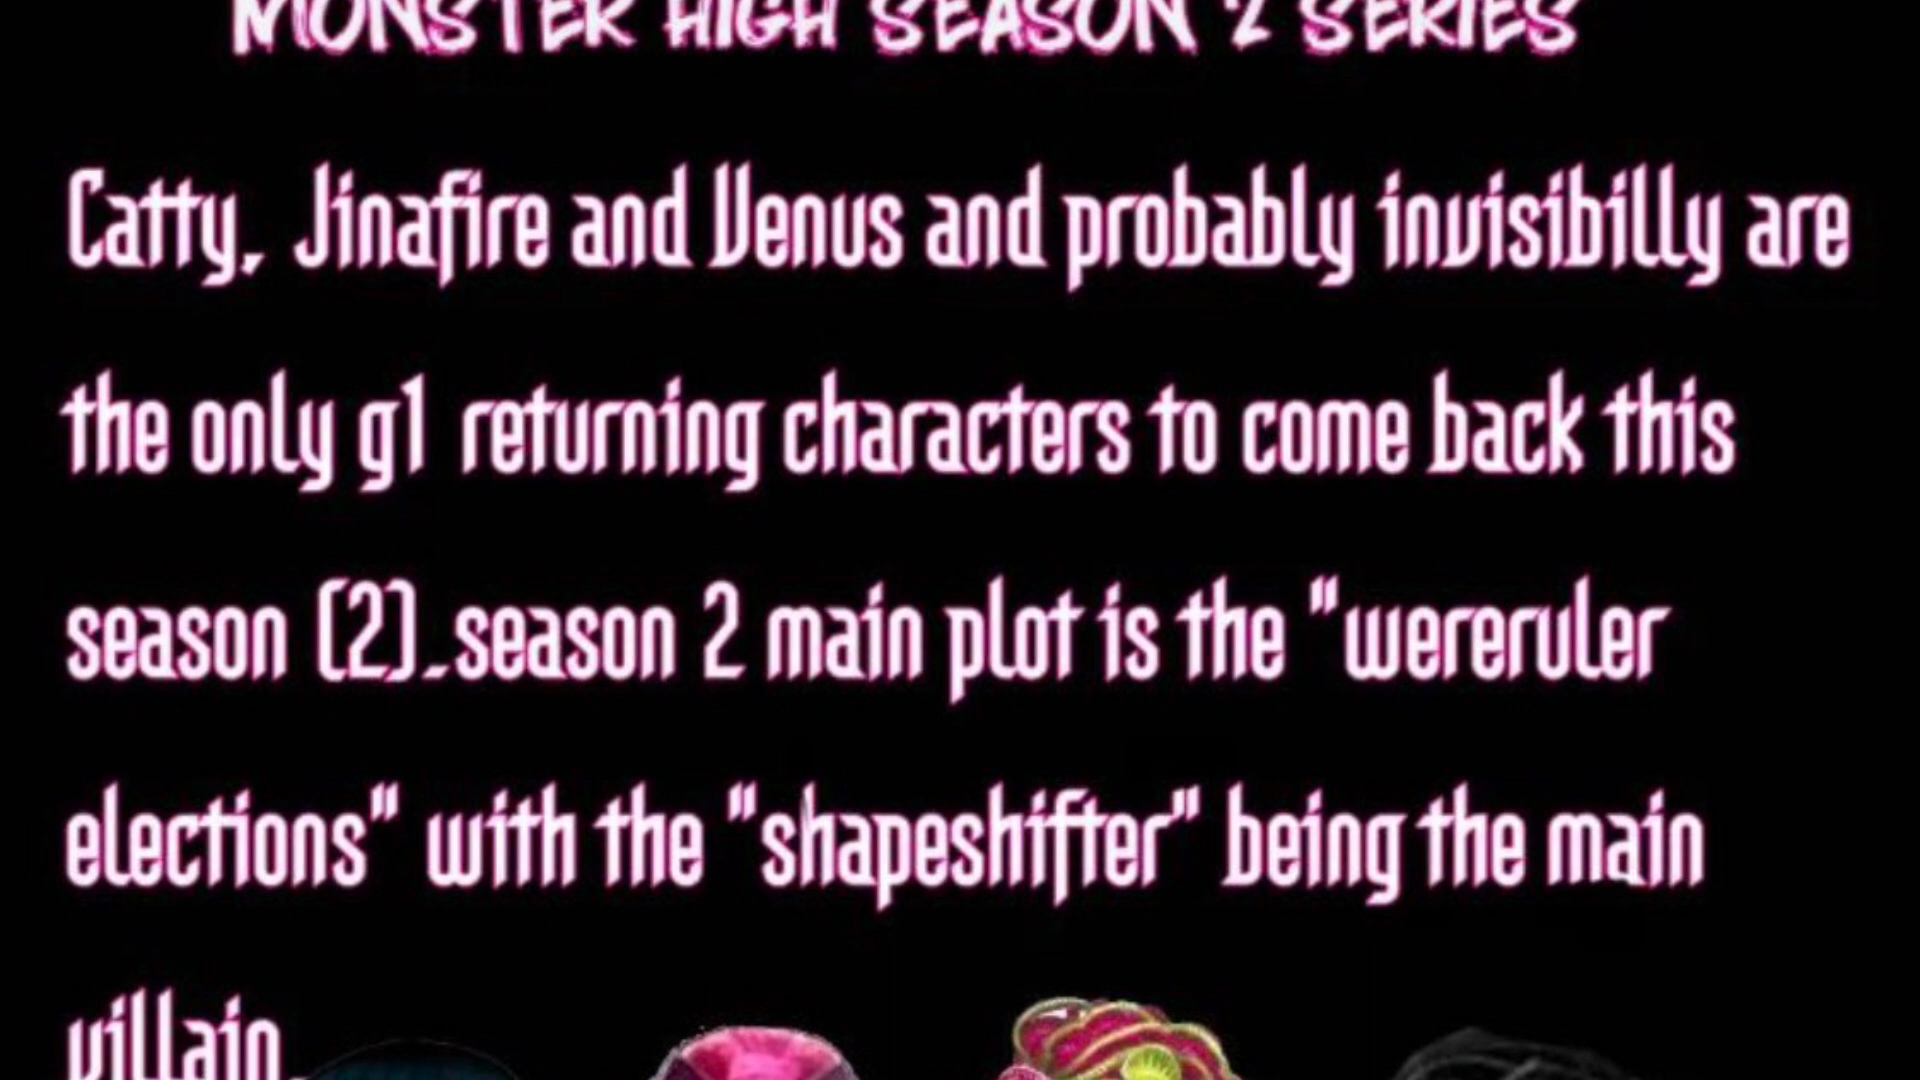 MONSTER HIGH SEASON 2 SERIES
Catty, Jinafire and Venus and probably invisibilly are
the only g1 returning characters to come back this
season (2).season 2 main plot is the "wereruler
elections" with the "shapeshifter" being the main
villain.